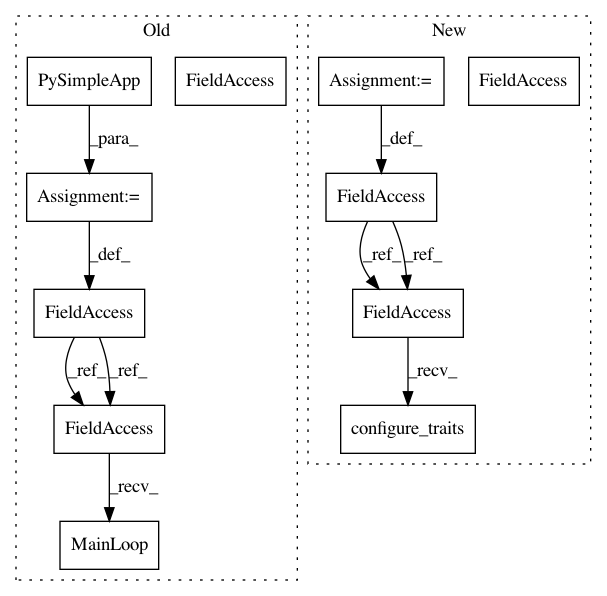 Old
New
PySimpleApp
FieldAccess
Assignment:=
FieldAccess
_para_
_def_
Assignment:=
FieldAccess
_def_
_ref_
_ref_
FieldAccess
FieldAccess
_ref_
_ref_
_recv_
FieldAccess
configure_traits
_recv_
MainLoop